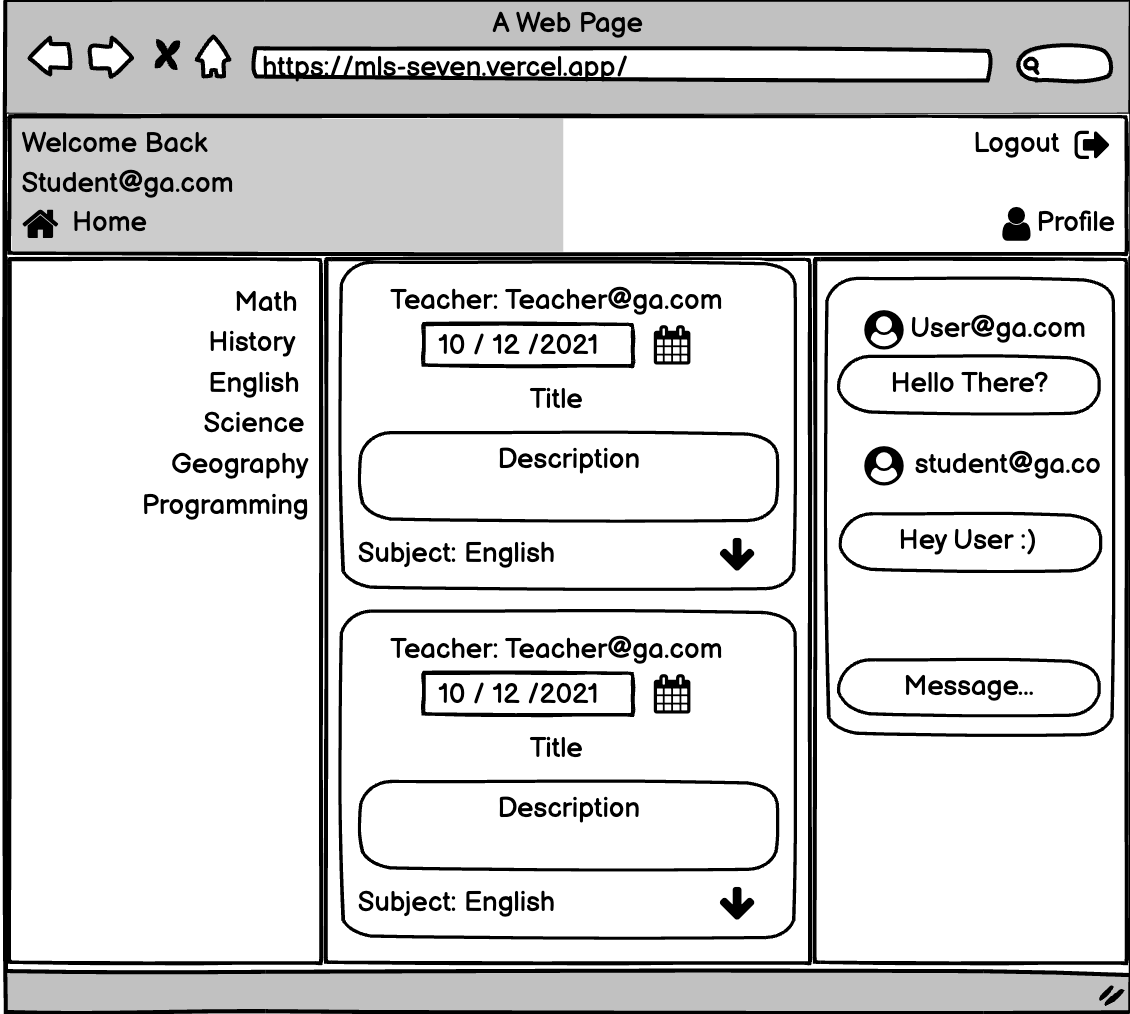 A Web Page
https://mls-seven.vercel.app/
Welcome Back
Student@ga.com
Home
Logout
Profile
Math
History
English
Science
Geography
Programming
Teacher: Teacher@ga.com
10 / 12 /2021
Title
Description
Subject: English
Teacher: Teacher@ga.com
10 / 12 /2021
Title
Description
Subject: English
User@ga.com
Hello There?
student@ga.co
Hey User :)
Message...